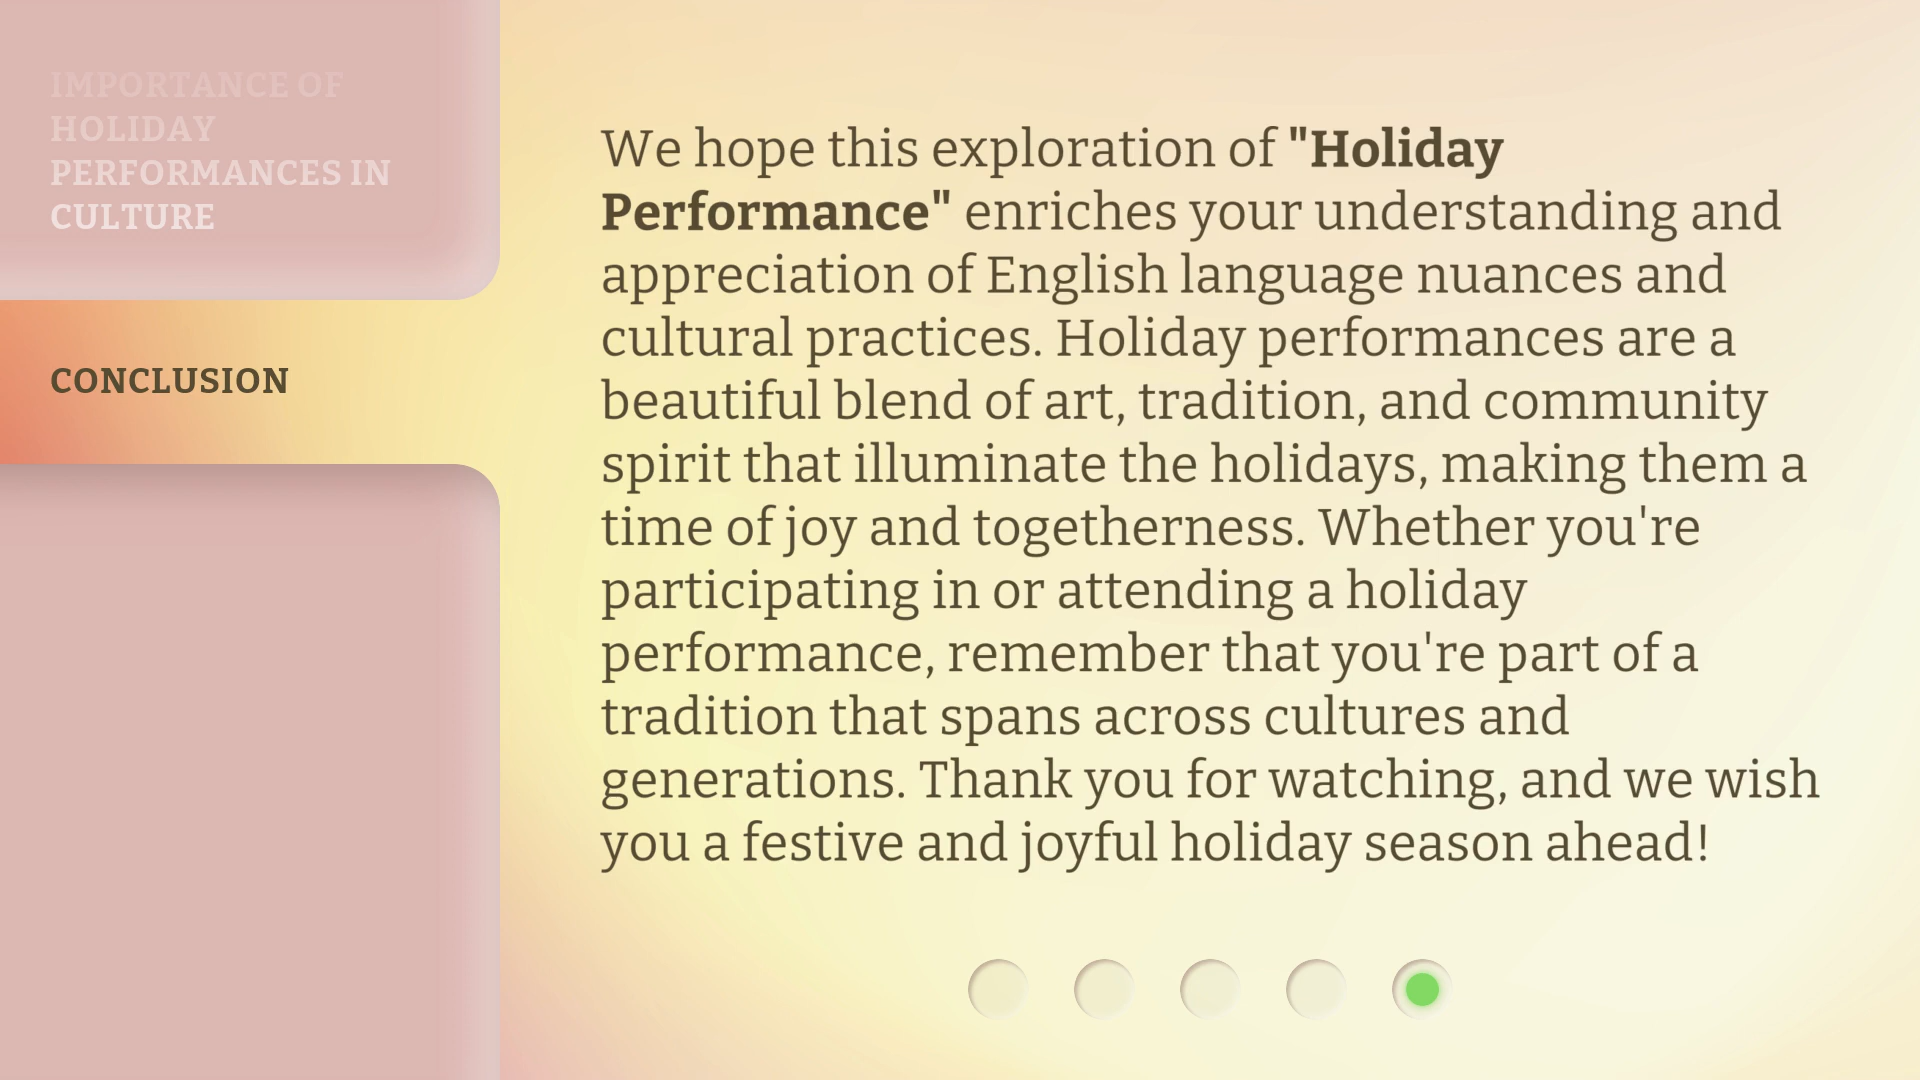 IMPORTANCE OF
HOLIDAY
PERFORMANCES IN
CULTURE
CONCLUSION
We hope this exploration of "Holiday
Performance" enriches your understanding and
appreciation of English language nuances and
cultural practices. Holiday performances are a
beautiful blend of art, tradition, and community
spirit that illuminate the holidays, making them a
time of joy and togetherness. Whether you're
participating in or attending a holiday
performance, remember that you're part of a
tradition that spans across cultures and
generations. Thank you for watching, and we wish
you a festive and joyful holiday season ahead!